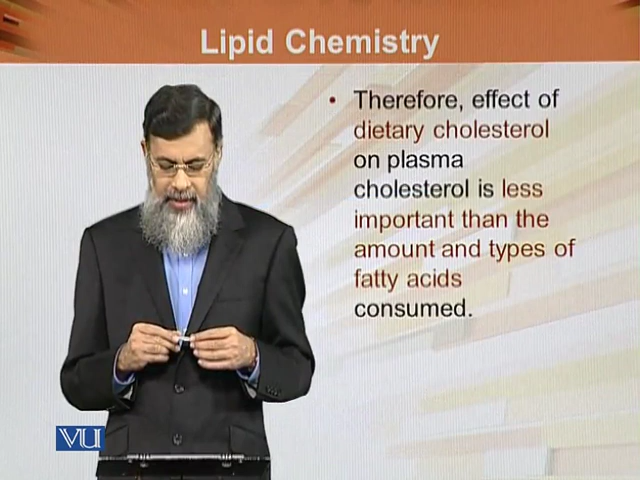 Lipid Chemistry
• Therefore, effect of
dietary cholesterol
on plasma
cholesterol is less
important than the
amount and types of
fatty acids
consumed.
VU